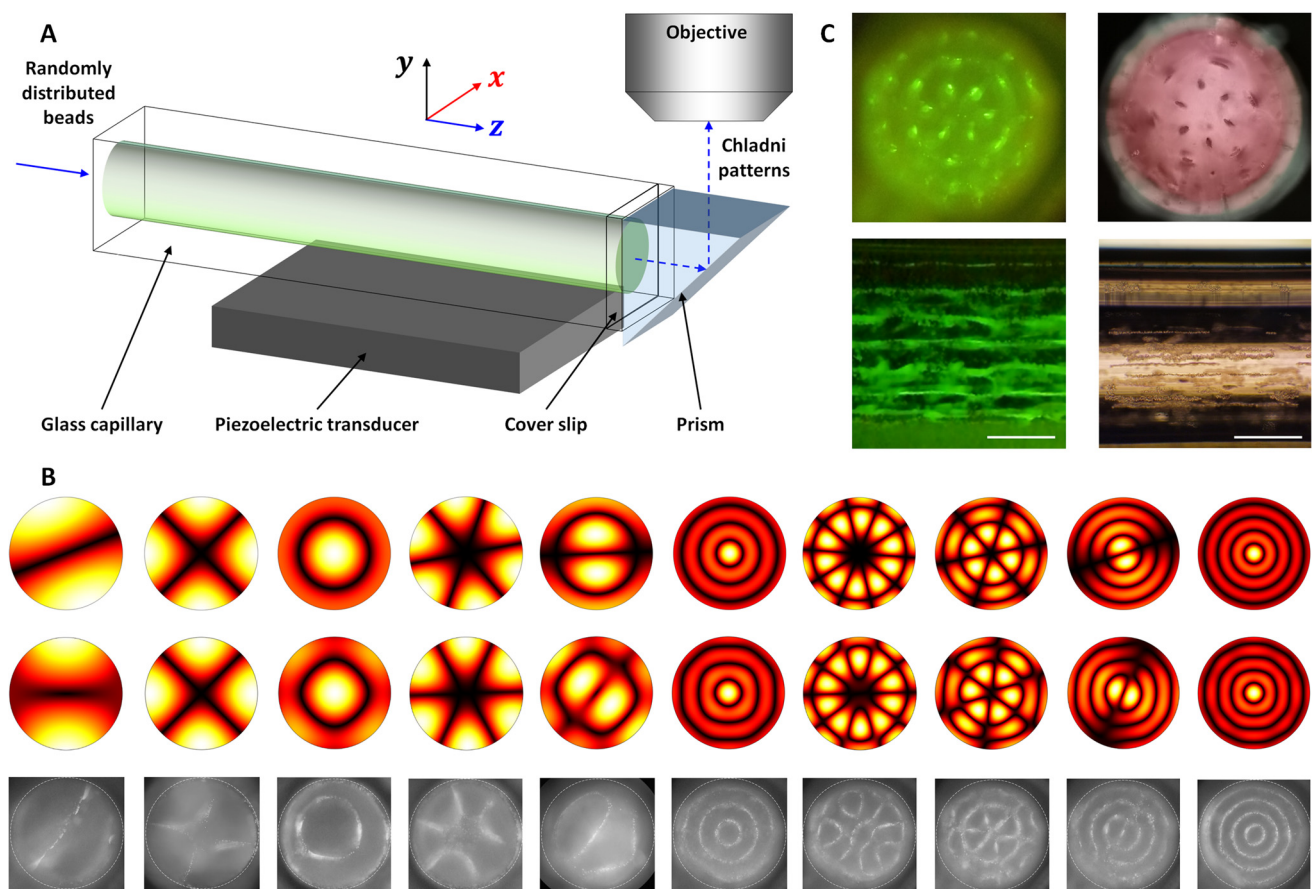 A
Randomly
distributed
beads
y
x
z
Objective
Chladni
patterns
Glass capillary
Piezoelectric transducer
Cover slip
Prism
C
B